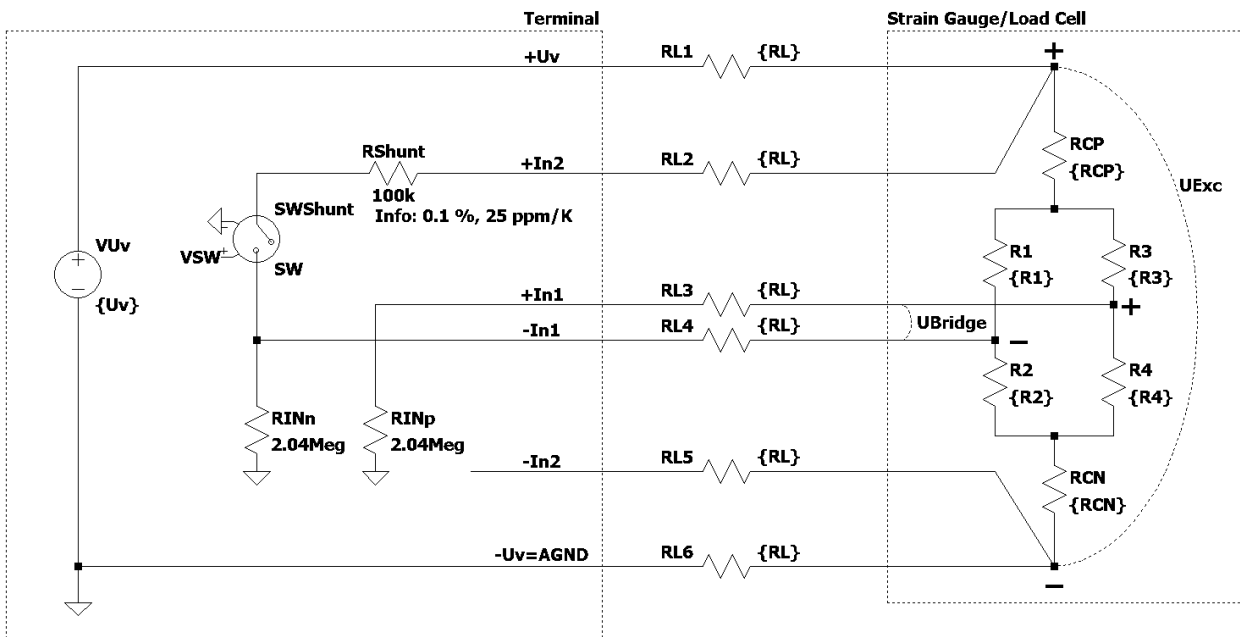 Terminal
Strain Gauge/Load Cell
+Uv
RL1
{RL}
+
RShunt
100k
Info: 0.1 %, 25 ppm/K
+In2
RL2
{RL}
RCP
{RCP}
UExc
SWShunt
VSW
+
SW
VUv
+
−
{Uv}
R1
{R1}
R3
{R3}
+In1
RL3
{RL}
+
-In1
RL4
{RL}
UBridge
−
R2
{R2}
R4
{R4}
RINn
2.04Meg
RINp
2.04Meg
-In2
RL5
{RL}
RCN
{RCN}
-Uv=AGND
RL6
{RL}
−